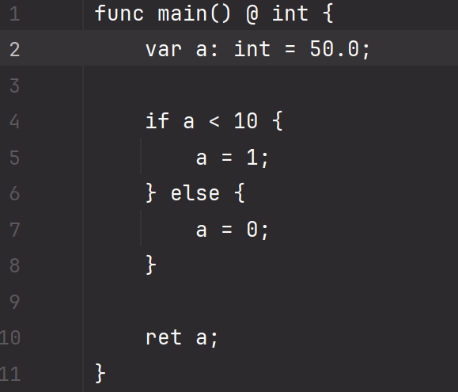 1 func main() @ int {
2 var a: int = 50.0;
3
4 if a < 10 {
5 a = 1;
6 } else {
7 a = 0;
8 }
9
10 ret a;
11 }